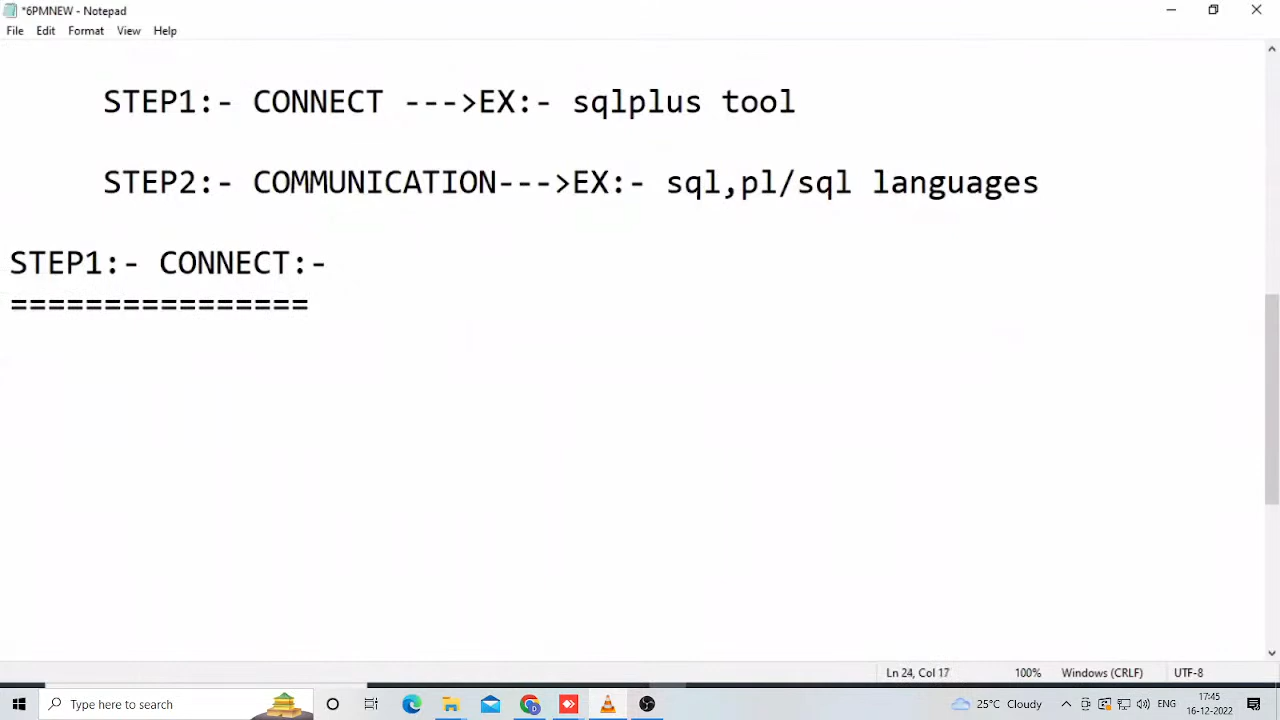 *6PMNEW - Notepad
File Edit Format View Help
STEP1:- CONNECT --->EX:- sqlplus tool
STEP2:- COMMUNICATION--->EX:- sql,pl/sql languages
STEP1:- CONNECT:-
================
Ln 24, Col 17 100% Windows (CRLF) UTF-8
Type here to search
25°C Cloudy ENG
17:45
16-12-2022